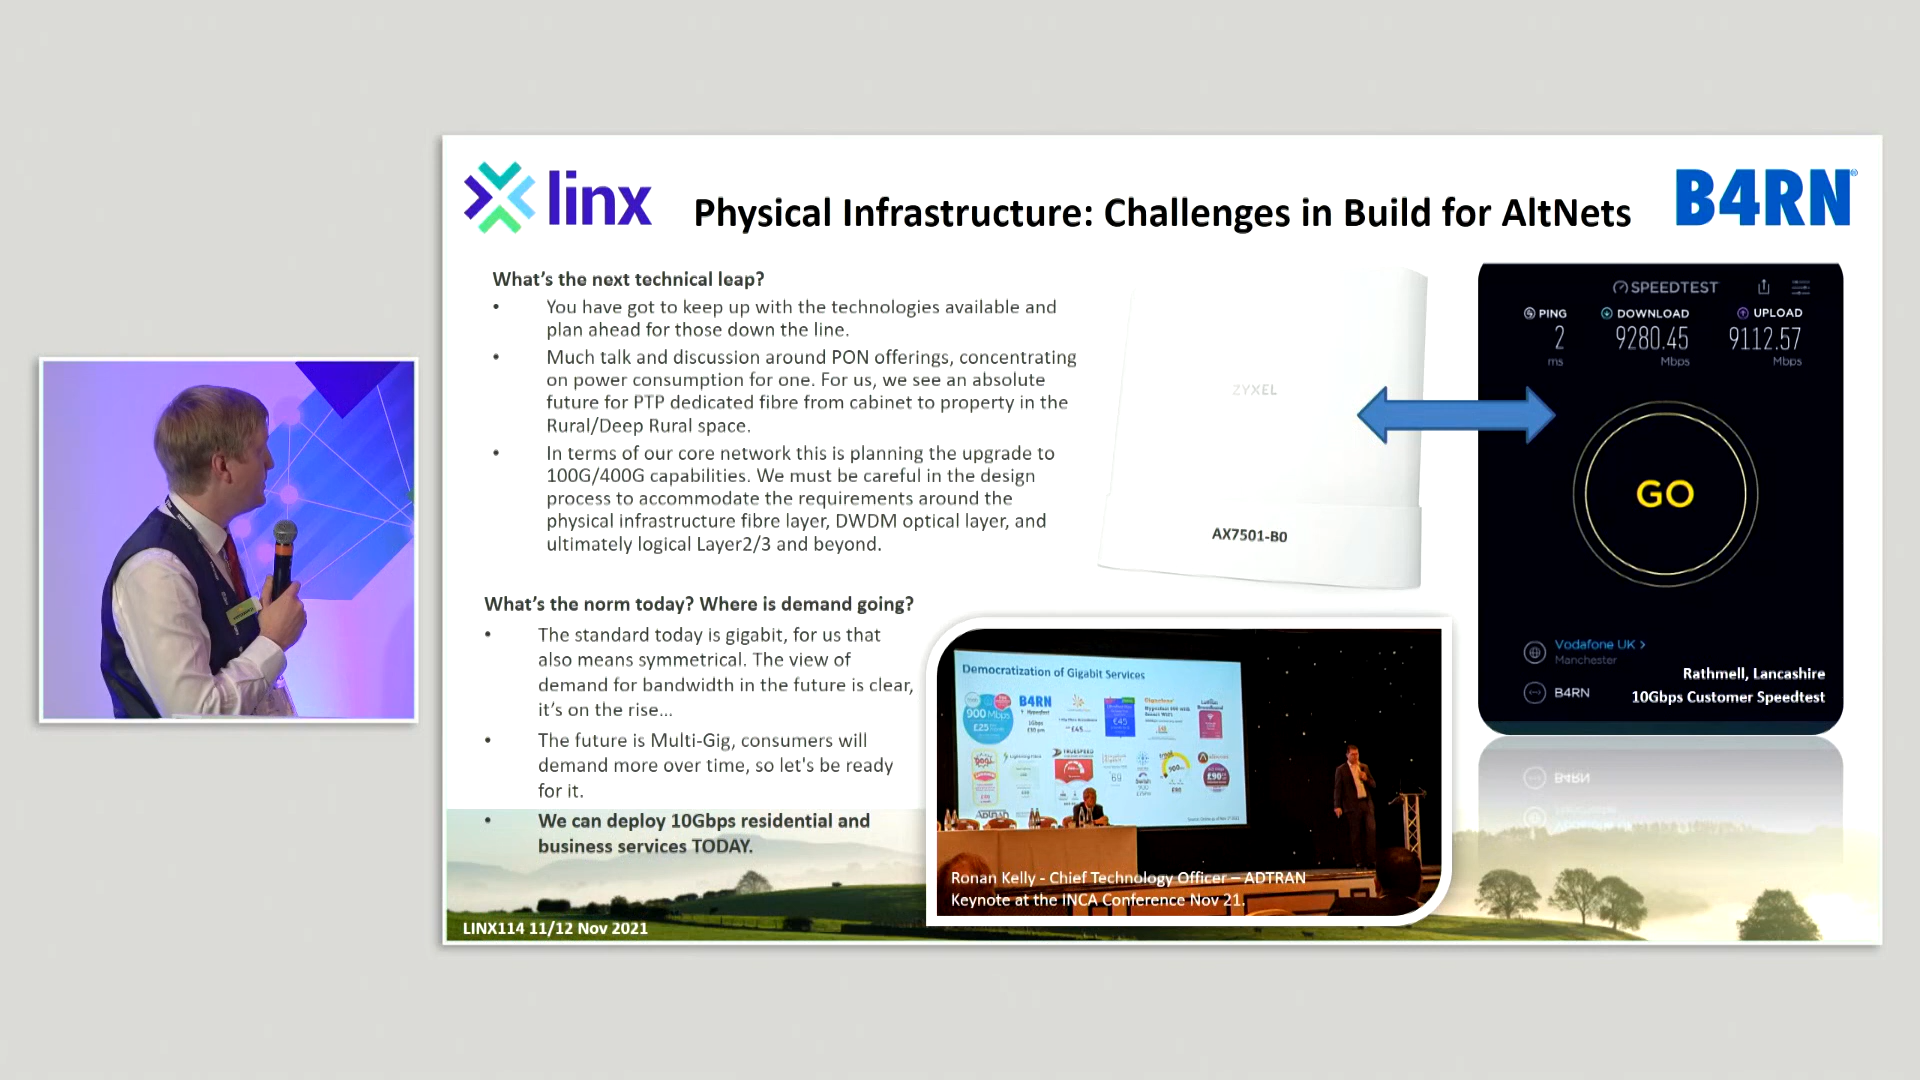 linx
Physical Infrastructure: Challenges in Build for AltNets
B4RN
What's the next technical leap?
• You have got to keep up with the technologies available and
plan ahead for those down the line.
• Much talk and discussion around PON offerings, concentrating
on power consumption for one. For us, we see an absolute
future for PTP dedicated fibre from cabinet to property in the
Rural/Deep Rural space.
• In terms of our core network this is planning the upgrade to
100G/400G capabilities. We must be careful in the design
process to accommodate the requirements around the
physical infrastructure fibre layer, DWDM optical layer, and
ultimately logical Layer2/3 and beyond.
What's the norm today? Where is demand going?
• The standard today is gigabit, for us that
also means symmetrical. The view of
demand for bandwidth in the future is clear,
it's on the rise...
• The future is Multi-Gig, consumers will
demand more over time, so let's be ready
for it.
• We can deploy 10Gbps residential and
business services TODAY.
LINX114 11/12 Nov 2021
ZYXEL
AX7501-B0
SPEEDTEST
PING DOWNLOAD UPLOAD
2 9280.45 9112.57
ms Mbps Mbps
GO
Vodafone UK >
Manchester
B4RN
Rathmell, Lancashire
10Gbps Customer Speedtest
Democratization of Gigabit Services
900 Mbps
£25
B4RN
£45
TRUESPEED
£90
Ronan Kelly - Chief Technology Officer – ADTRAN
Keynote at the INCA Conference Nov 21.